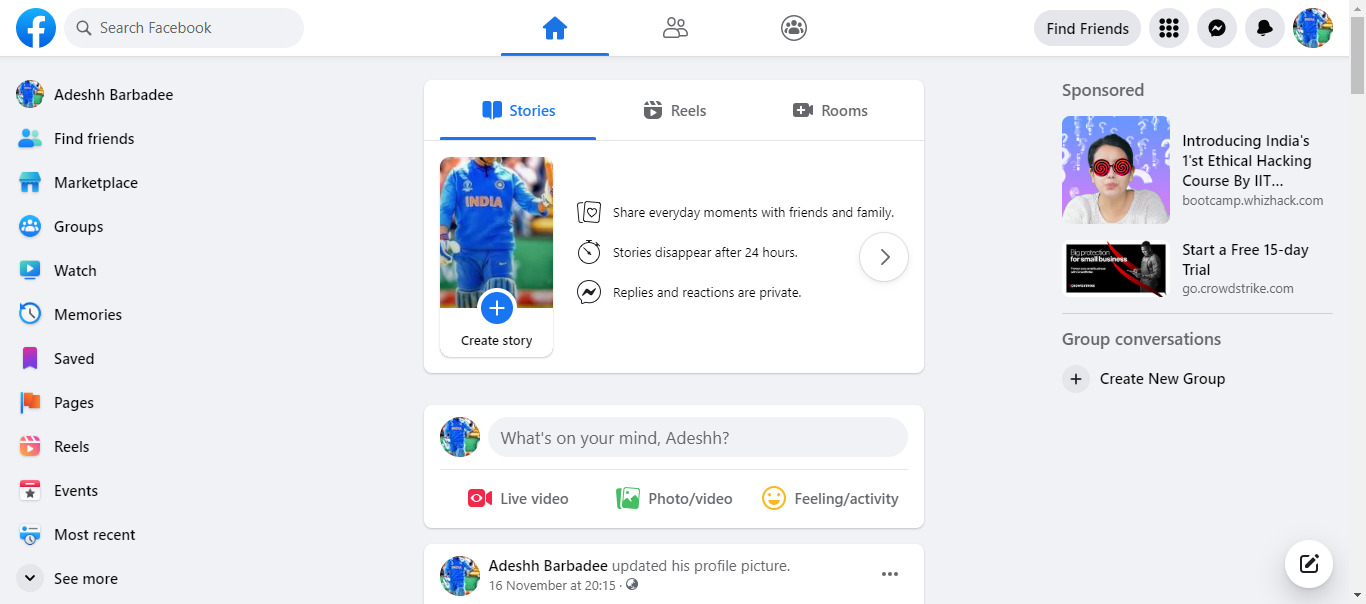 Search Facebook
Find Friends
Adeshh Barbadee
Find friends
Marketplace
Groups
Watch
Memories
Saved
Pages
Reels
Events
Most recent
See more
Stories
Reels
Rooms
INDIA
Create story
Share everyday moments with friends and family.
Stories disappear after 24 hours.
Replies and reactions are private.
What's on your mind, Adeshh?
Live video
Photo/video
Feeling/activity
Adeshh Barbadee updated his profile picture.
16 November at 20:15 ·
Sponsored
Introducing India's
1'st Ethical Hacking
Course By IIT...
bootcamp.whizhack.com
Big protection
for small business
CROWDSTRIKE
Start a Free 15-day
Trial
go.crowdstrike.com
Group conversations
Create New Group